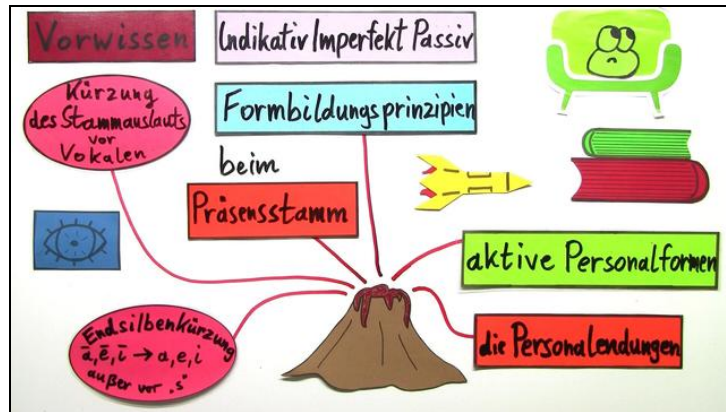 Vorwissen
Indikativ Imperfekt Passiv
Kürzung
des Stammauslauts
vor
Vokalen
Formbildungsprinzipien
beim
Präsensstamm
aktive Personalformen
Endsilbenkürzung
ā, ē, ī → a, e, i
außer vor „s“
die Personalendungen